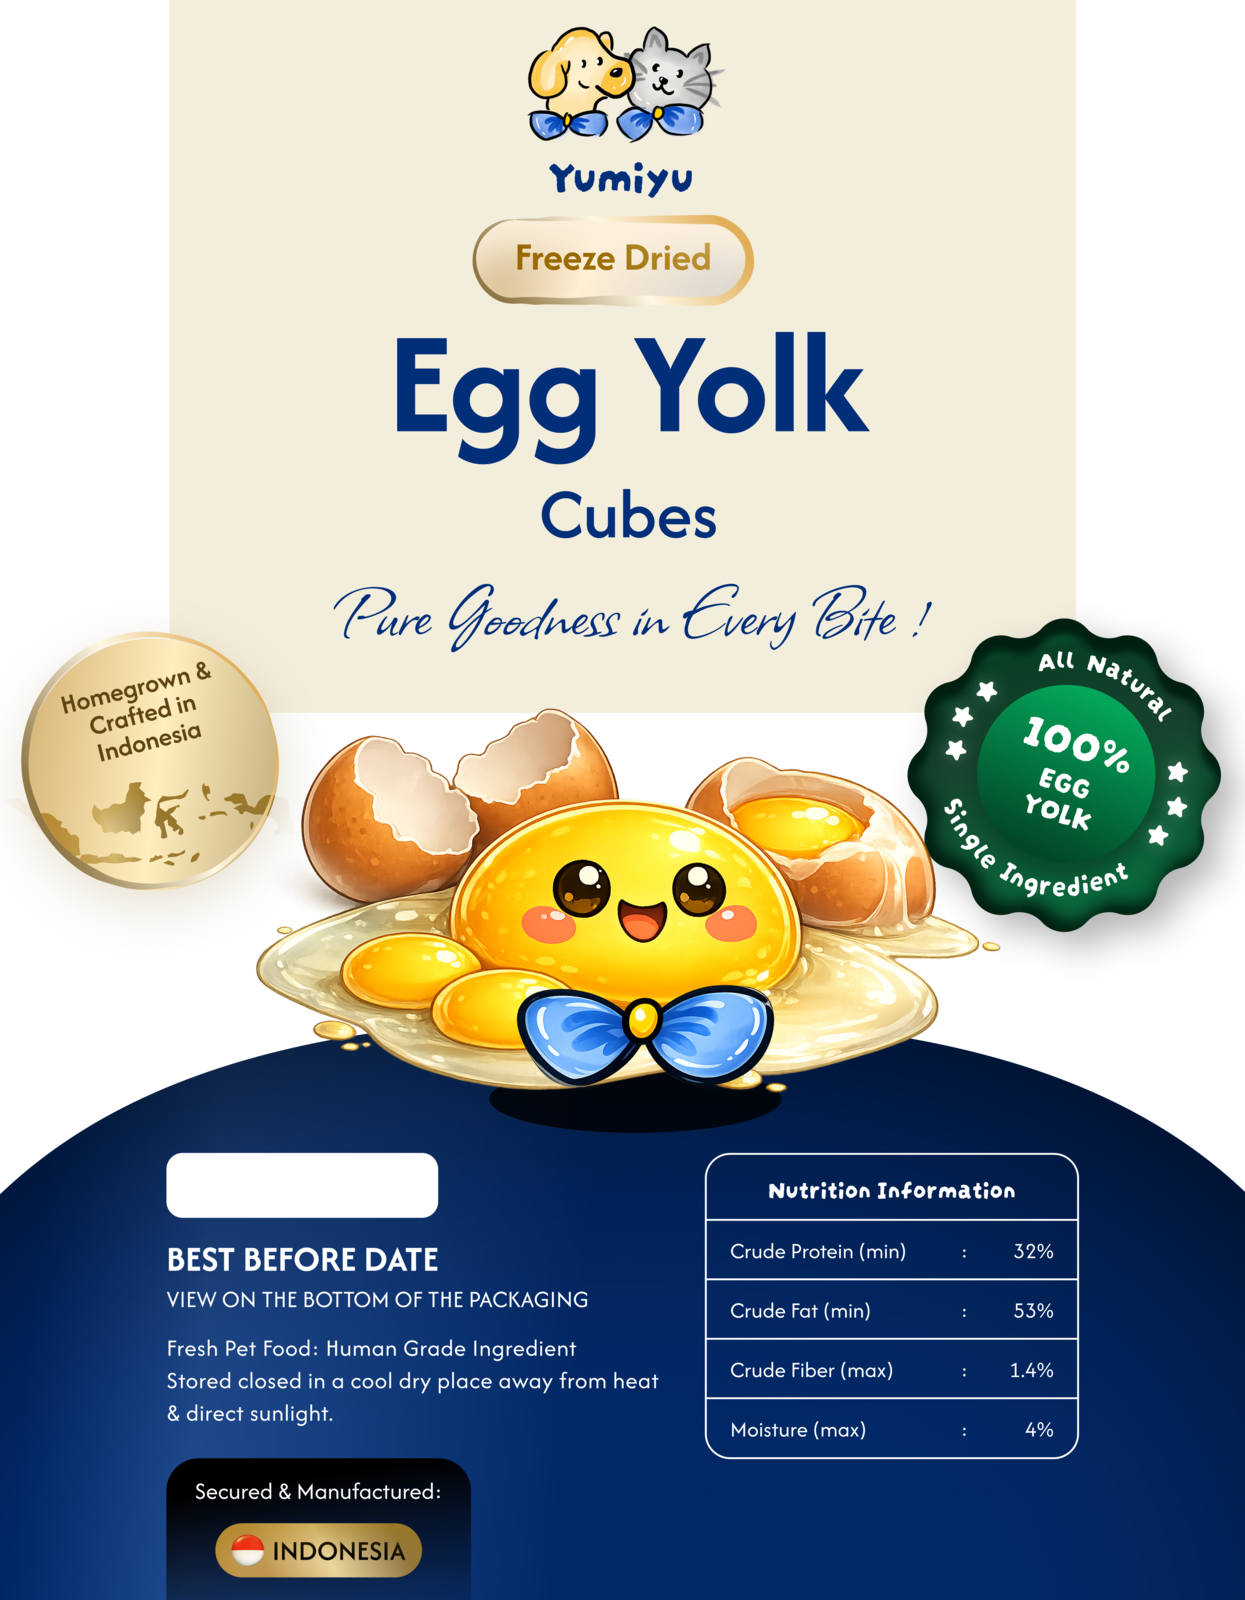 Yumiyu
Freeze Dried
Egg Yolk
Cubes
Pure Goodness in Every Bite !
Homegrown &
Crafted in
Indonesia
All Natural
100%
EGG
YOLK
Single Ingredient
BEST BEFORE DATE
VIEW ON THE BOTTOM OF THE PACKAGING
Fresh Pet Food: Human Grade Ingredient
Stored closed in a cool dry place away from heat
& direct sunlight.
Secured & Manufactured:
INDONESIA
Nutrition Information
Crude Protein (min) : 32%
Crude Fat (min) : 53%
Crude Fiber (max) : 1.4%
Moisture (max) : 4%